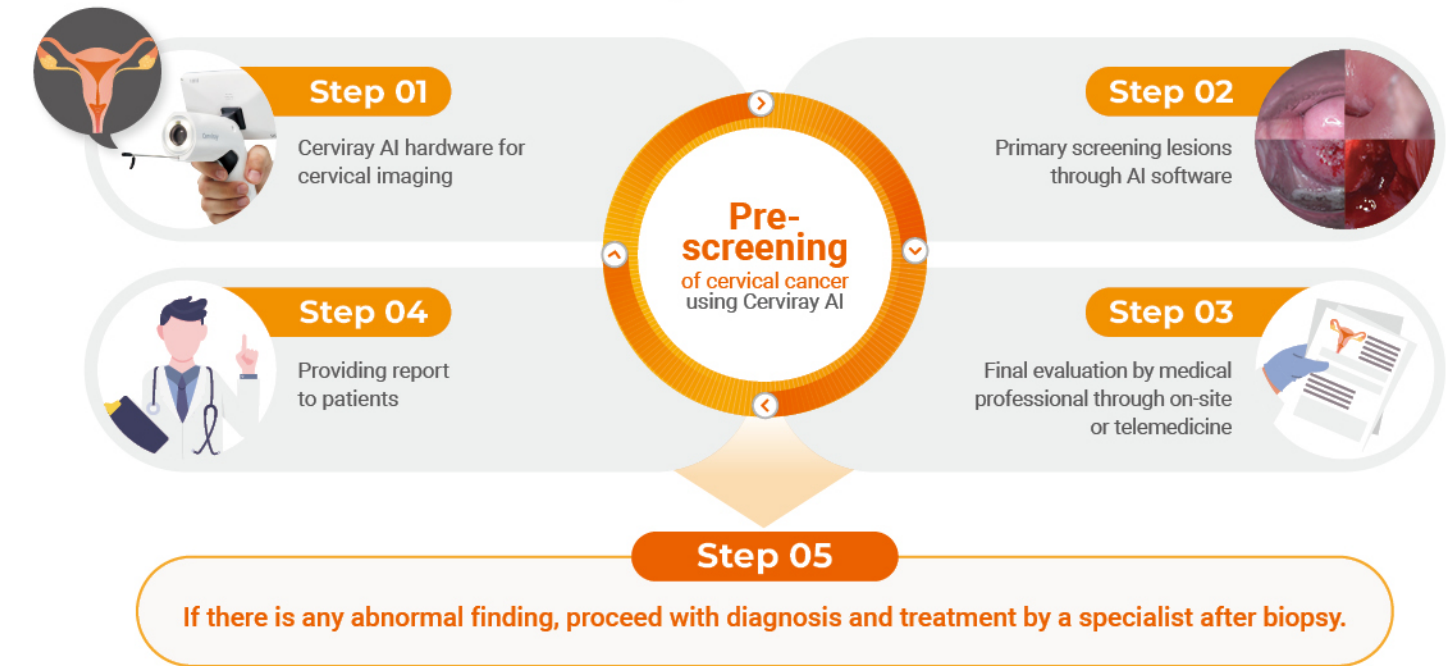 Step 01
Cerviray AI hardware for
cervical imaging
Step 02
Primary screening lesions
through AI software
Pre-
screening
of cervical cancer
using Cerviray AI
Step 03
Final evaluation by medical
professional through on-site
or telemedicine
Step 04
Providing report
to patients
Step 05
If there is any abnormal finding, proceed with diagnosis and treatment by a specialist after biopsy.